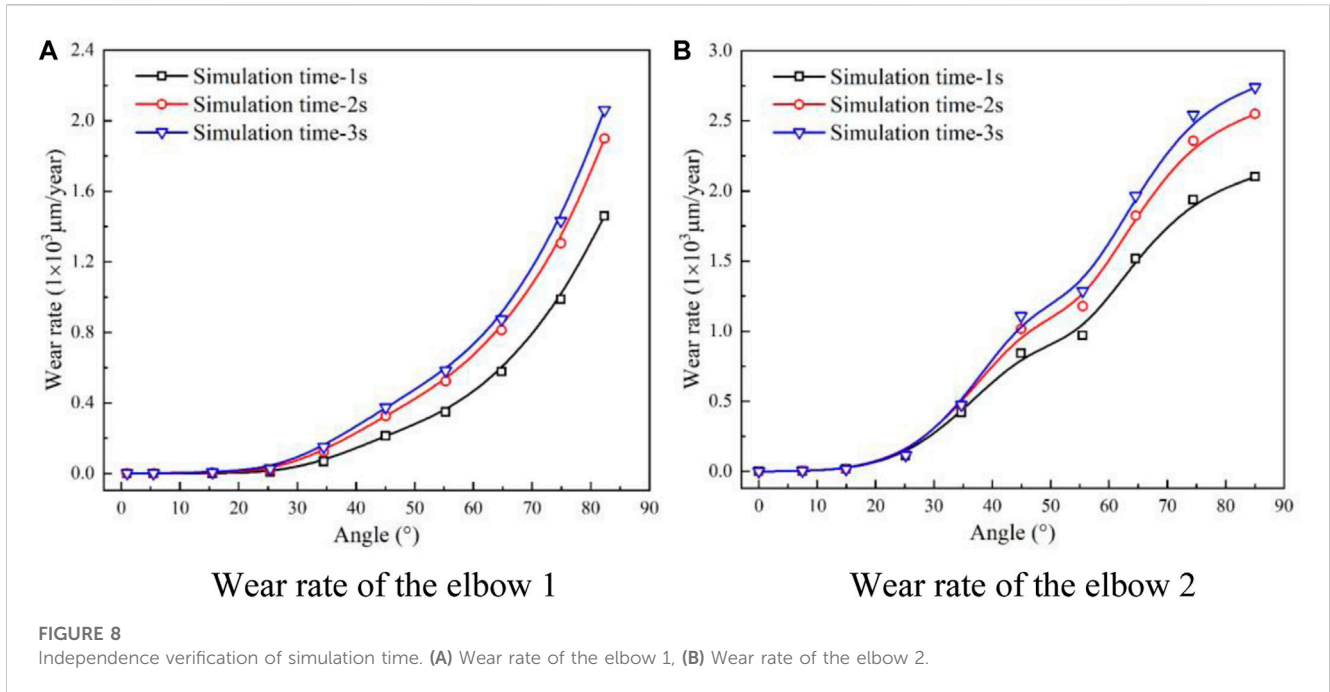 A
Simulation time-1s
Simulation time-2s
Simulation time-3s
2.4
2.0
1.6
1.2
0.8
0.4
0.0
Wear rate (1×10³μm/year)
0 10 20 30 40 50 60 70 80 90
Angle (°)
Wear rate of the elbow 1
B
Simulation time-1s
Simulation time-2s
Simulation time-3s
3.0
2.5
2.0
1.5
1.0
0.5
0.0
Wear rate (1×10³μm/year)
0 10 20 30 40 50 60 70 80 90
Angle (°)
Wear rate of the elbow 2
FIGURE 8
Independence verification of simulation time. (A) Wear rate of the elbow 1, (B) Wear rate of the elbow 2.